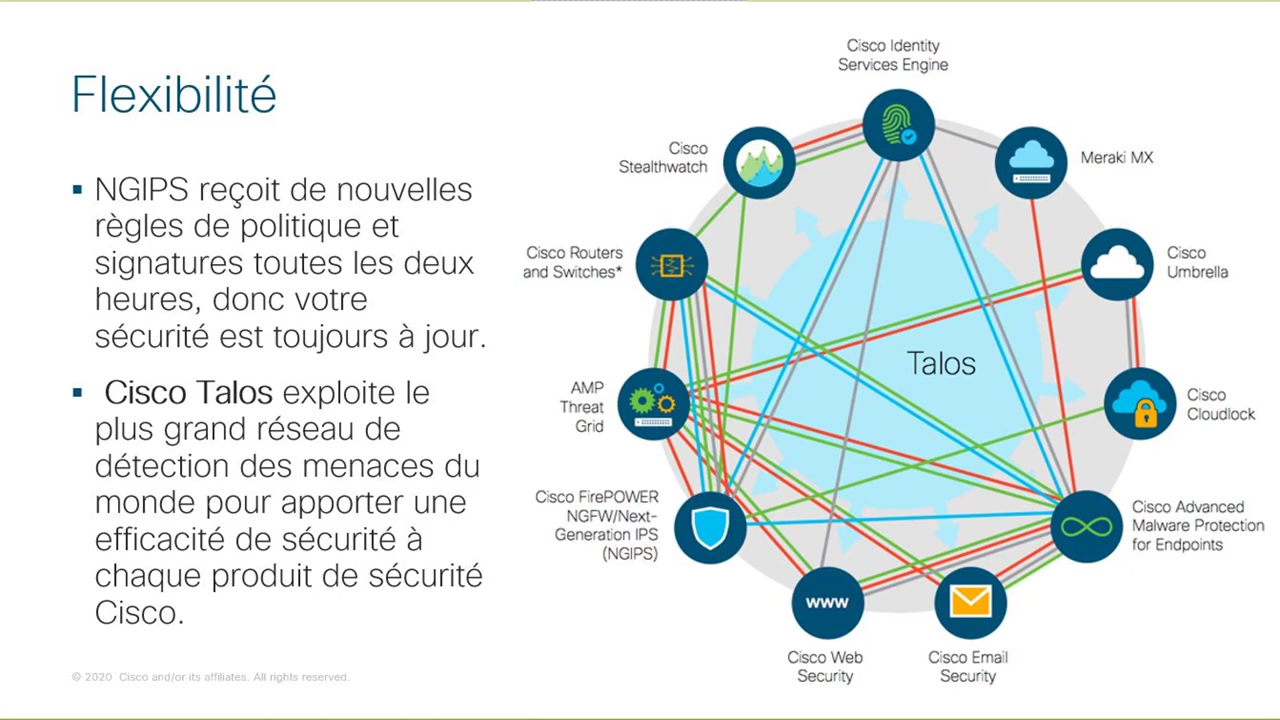 Flexibilité
▪ NGIPS reçoit de nouvelles
règles de politique et
signatures toutes les deux
heures, donc votre
sécurité est toujours à jour.
▪ Cisco Talos exploite le
plus grand réseau de
détection des menaces du
monde pour apporter une
efficacité de sécurité à
chaque produit de sécurité
Cisco.
© 2020 Cisco and/or its affiliates. All rights reserved.
Cisco Identity
Services Engine
Cisco
Stealthwatch
Meraki MX
Cisco Routers
and Switches*
Cisco
Umbrella
Talos
AMP
Threat
Grid
Cisco
Cloudlock
Cisco FirePOWER
NGFW/Next-
Generation IPS
(NGIPS)
Cisco Advanced
Malware Protection
for Endpoints
www
Cisco Web
Security
Cisco Email
Security